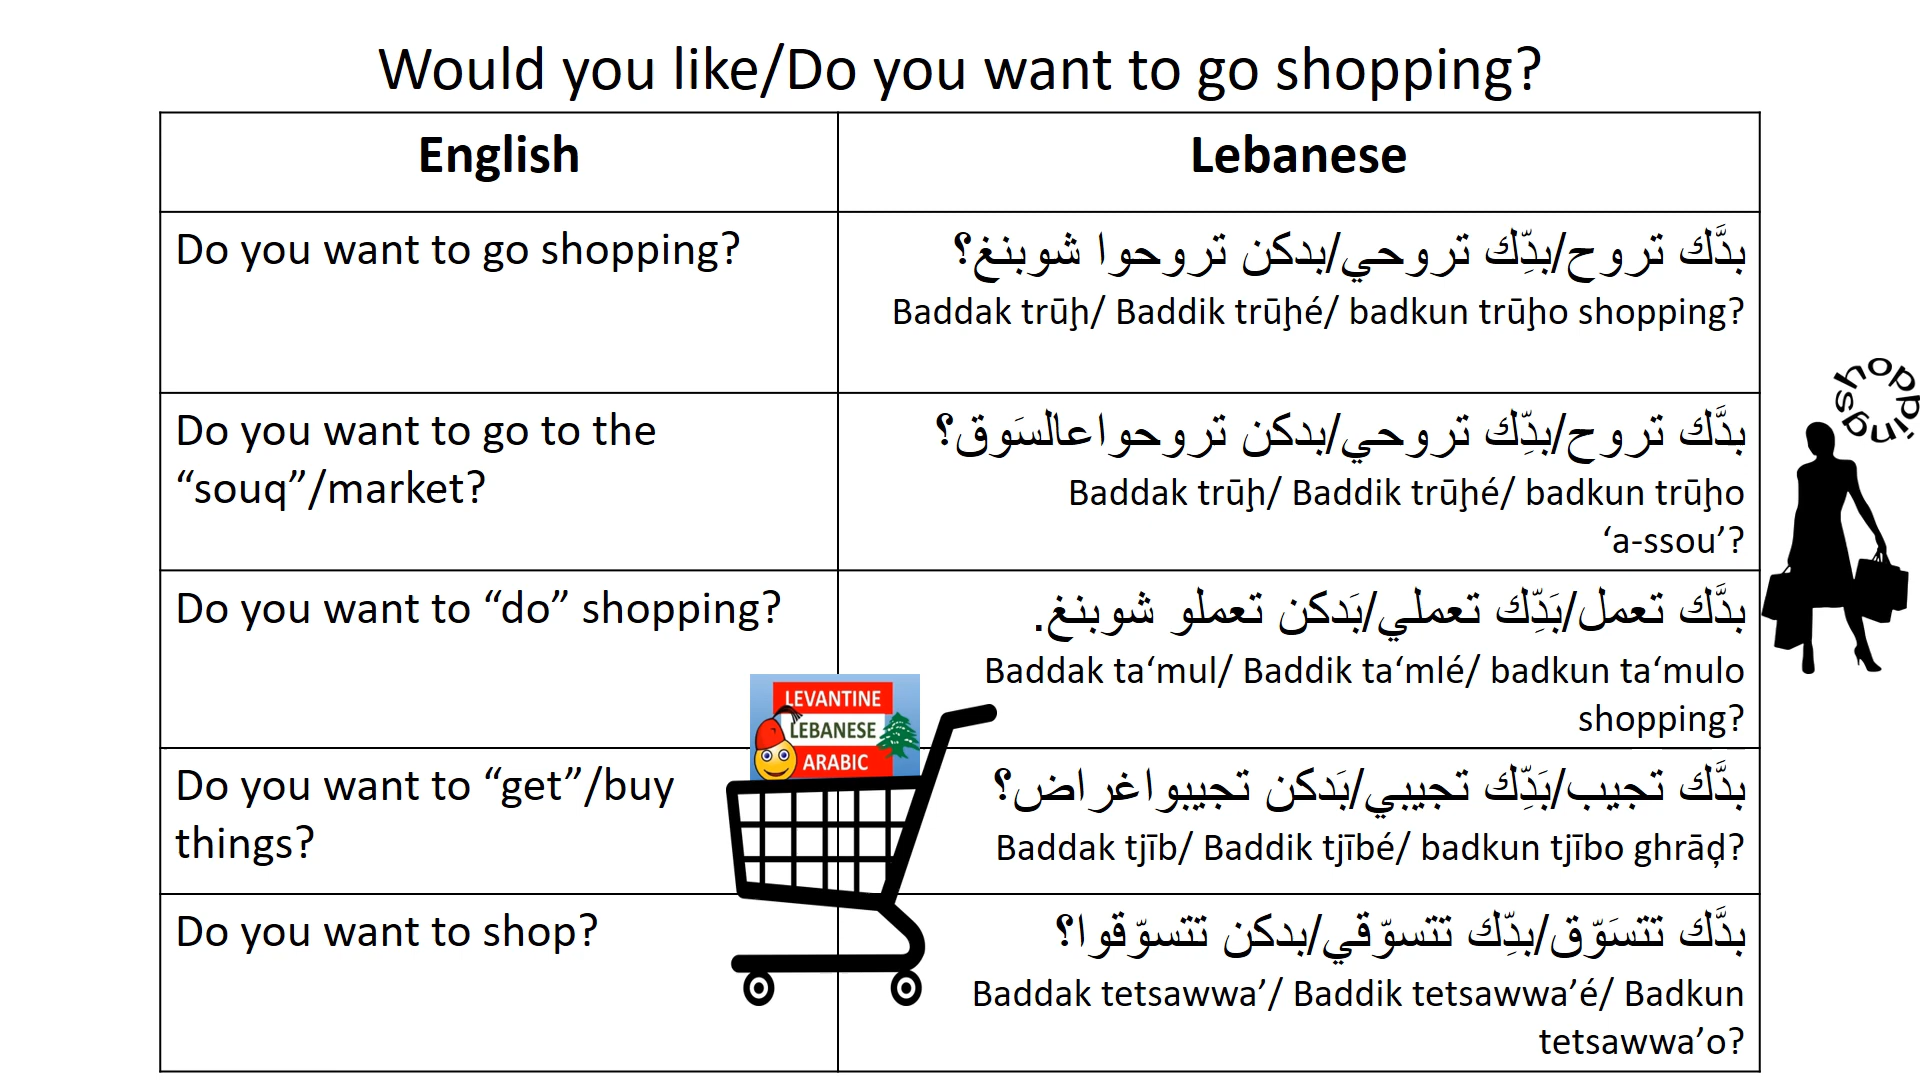 Would you like/Do you want to go shopping?
English
Lebanese
Do you want to go shopping?
بدَّك تروح/بدِّك تروحي/بدكن تروحوا شوبنغ؟
Baddak trūḩ/ Baddik trūḩé/ badkun trūḩo shopping?
Do you want to go to the
“souq”/market?
بدَّك تروح/بدِّك تروحي/بدكن تروحواعالسَوق؟
Baddak trūḩ/ Baddik trūḩé/ badkun trūḩo
‘a-ssou’?
Do you want to “do” shopping?
بدَّك تعمل/بَدِّك تعملي/بَدكن تعملو شوبنغ.
Baddak ta‘mul/ Baddik ta‘mlé/ badkun ta‘mulo
shopping?
Do you want to “get”/buy
things?
بدَّك تجيب/بَدِّك تجيبي/بَدكن تجيبواغراض؟
Baddak tjīb/ Baddik tjībé/ badkun tjībo ghrāḑ?
Do you want to shop?
بدَّك تتسَوّق/بدِّك تتسوّقي/بدكن تتسوّقوا؟
Baddak tetsawwa’/ Baddik tetsawwa’é/ Badkun
tetsawwa’o?
LEVANTINE
LEBANESE
ARABIC
shoppings